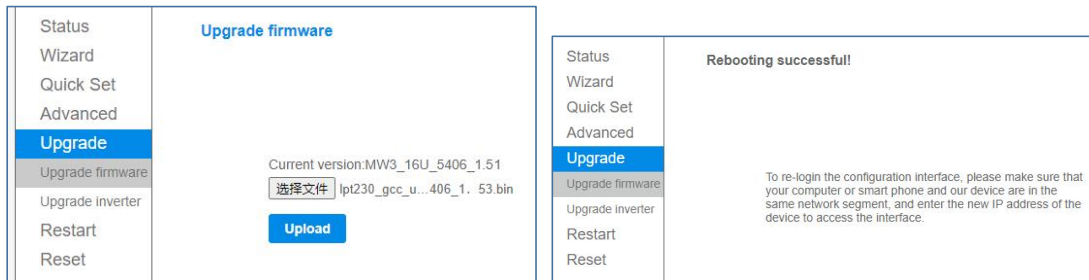 Status
Wizard
Quick Set
Advanced
Upgrade
Upgrade firmware
Upgrade inverter
Restart
Reset
Upgrade firmware
Current version:MW3_16U_5406_1.51
选择文件 lpt230_gcc_u...406_1. 53.bin
Upload
Status
Wizard
Quick Set
Advanced
Upgrade
Upgrade firmware
Upgrade inverter
Restart
Reset
Rebooting successful!
To re-login the configuration interface, please make sure that
your computer or smart phone and our device are in the
same network segment, and enter the new IP address of the
device to access the interface.